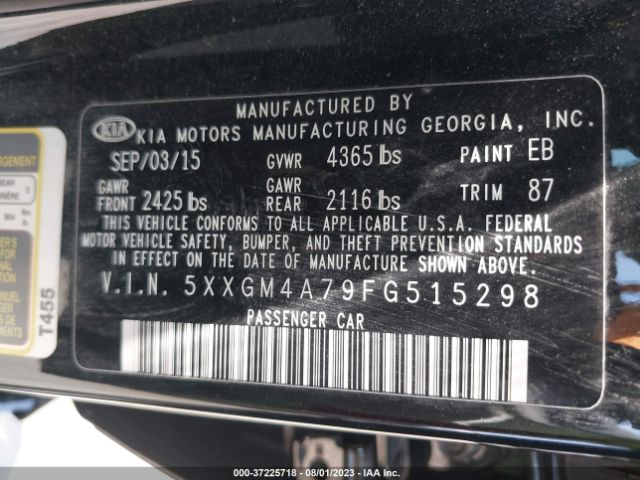 MANUFACTURED BY
KIA KIA MOTORS MANUFACTURING GEORGIA, INC.
SEP/03/15 GVWR 4365 lbs PAINT EB
GAWR FRONT 2425 lbs GAWR REAR 2116 lbs TRIM 87
THIS VEHICLE CONFORMS TO ALL APPLICABLE U.S.A. FEDERAL
MOTOR VEHICLE SAFETY, BUMPER, AND THEFT PREVENTION STANDARDS
IN EFFECT ON THE DATE OF MANUFACTURE SHOWN ABOVE.
V.I.N. 5XXGM4A79FG515298
PASSENGER CAR
T455
000-37225718 - 08/01/2023 - IAA Inc.